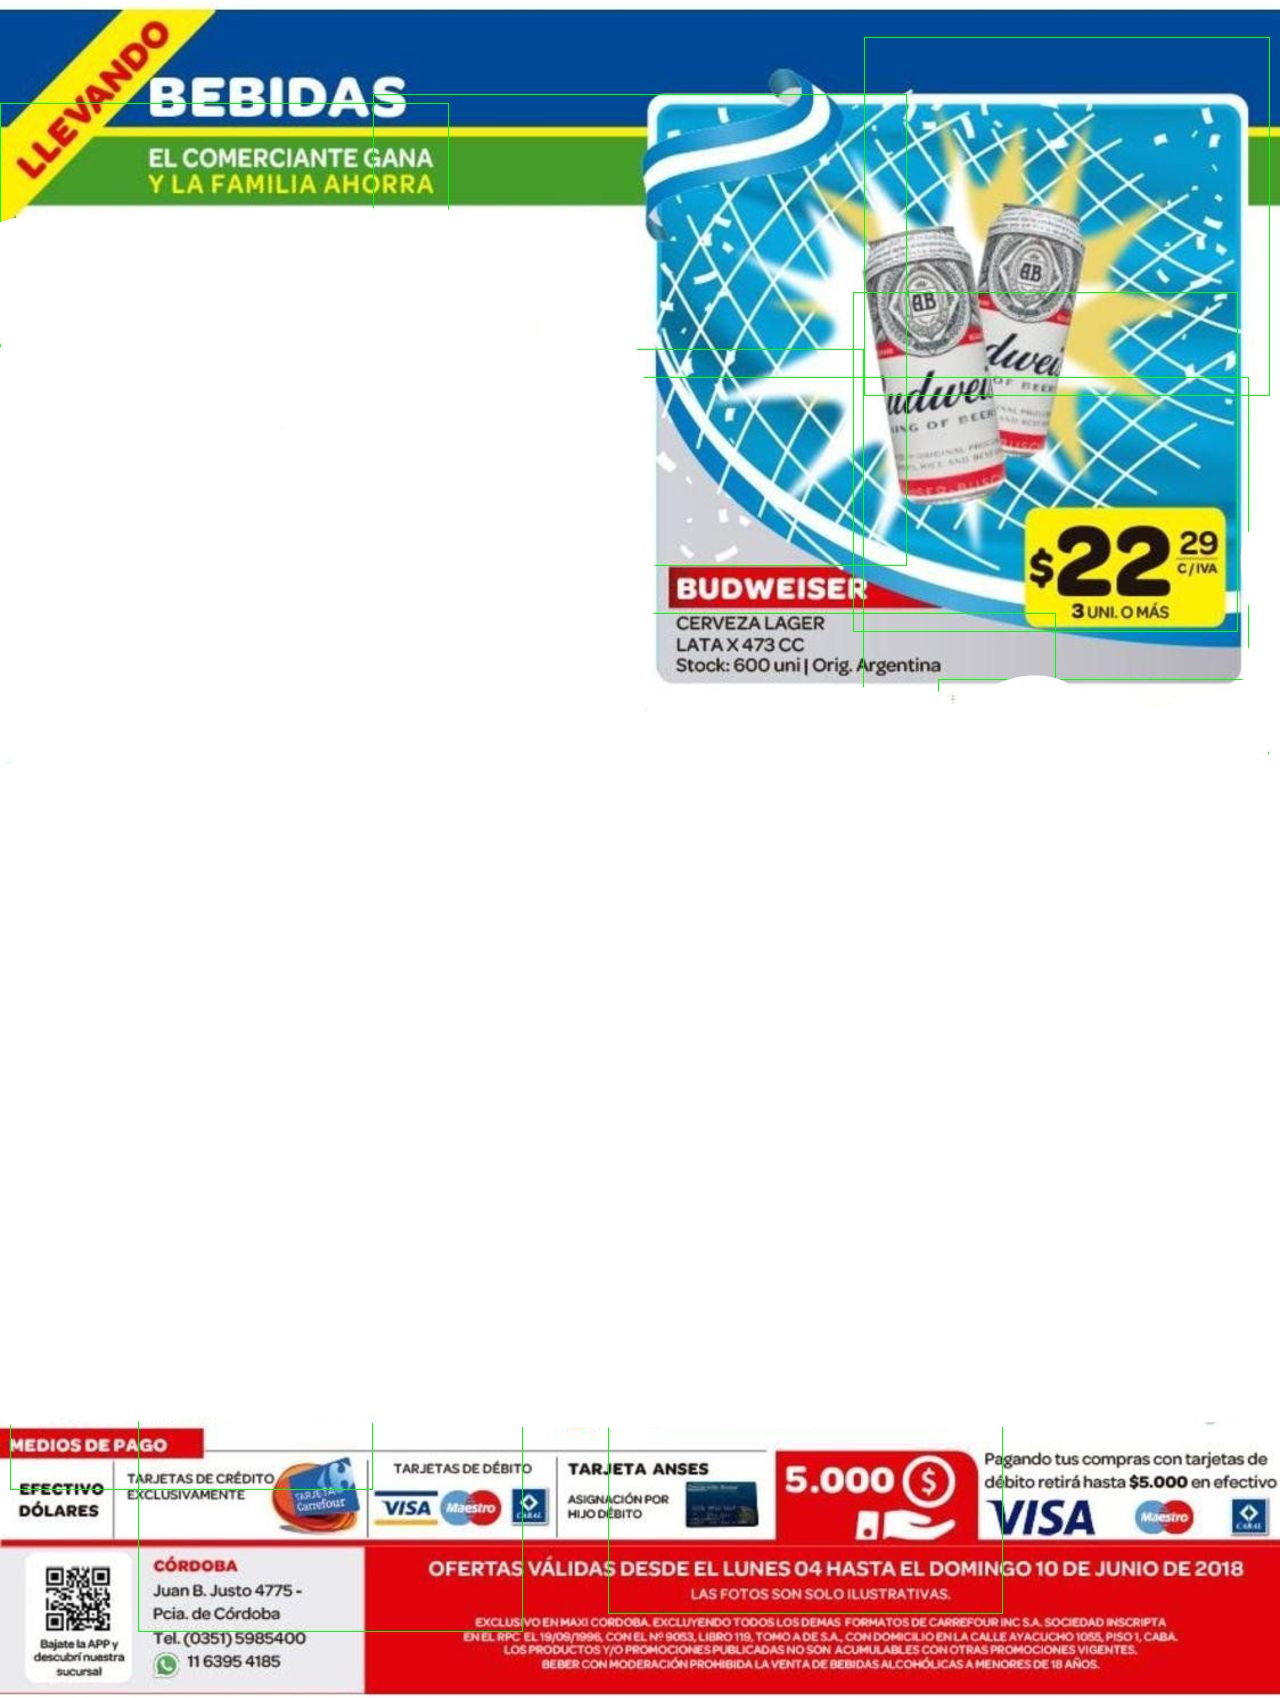 LLEVANDO
BEBIDAS
EL COMERCIANTE GANA
Y LA FAMILIA AHORRA
$22 29
C/IVA
3 UNI. O MÁS
BUDWEISER
CERVEZA LAGER
LATA X 473 CC
Stock: 600 uni | Orig. Argentina
MEDIOS DE PAGO
EFECTIVO
DÓLARES
TARJETAS DE CRÉDITO
EXCLUSIVAMENTE
TARJETA
Carrefour
TARJETAS DE DÉBITO
VISA
Maestro
CABAL
TARJETA ANSES
ASIGNACIÓN POR
HIJO DÉBITO
5.000 $
Pagando tus compras con tarjetas de
débito retirá hasta $5.000 en efectivo
VISA
Maestro
CABAL
Bajate la APP y
descubrí nuestra
sucursal
CÓRDOBA
Juan B. Justo 4775 -
Pcia. de Córdoba
Tel. (0351) 5985400
11 6395 4185
OFERTAS VÁLIDAS DESDE EL LUNES 04 HASTA EL DOMINGO 10 DE JUNIO DE 2018
LAS FOTOS SON SOLO ILUSTRATIVAS.
EXCLUSIVO EN MAXI CORDOBA. EXCLUYENDO TODOS LOS DEMAS FORMATOS DE CARREFOUR INC S.A. SOCIEDAD INSCRIPTA
EN EL RPC EL 19/09/1996, CON EL Nº 9053, LIBRO 119, TOMO A DE S.A., CON DOMICILIO EN LA CALLE AYACUCHO 1055, PISO 1, CABA.
LOS PRODUCTOS Y/O PROMOCIONES PUBLICADAS NO SON ACUMULABLES CON OTRAS PROMOCIONES VIGENTES.
BEBER CON MODERACIÓN PROHIBIDA LA VENTA DE BEBIDAS ALCOHÓLICAS A MENORES DE 18 AÑOS.